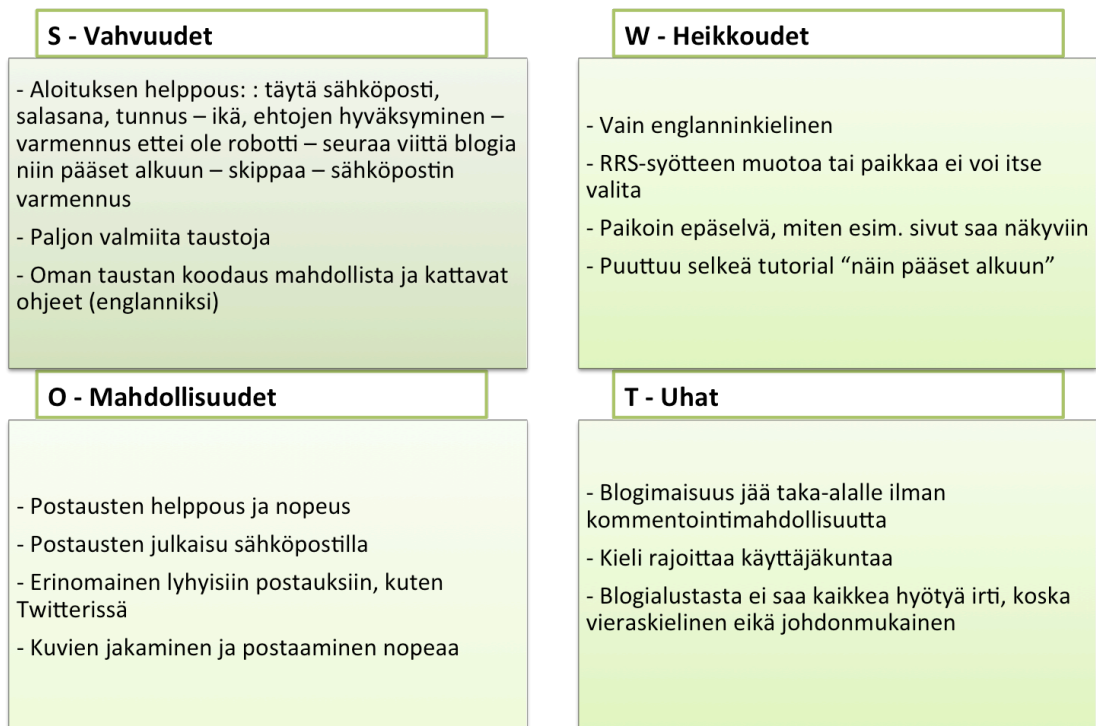 S - Vahvuudet
- Aloituksen helppous: : täytä sähköposti,
salasana, tunnus – ikä, ehtojen hyväksyminen –
varmennus ettei ole robotti – seuraa viittä blogia
niin pääset alkuun – skippaa – sähköpostin
varmennus
- Paljon valmiita taustoja
- Oman taustan koodaus mahdollista ja kattavat
ohjeet (englanniksi)
W - Heikkoudet
- Vain englanninkielinen
- RRS-syötteen muotoa tai paikkaa ei voi itse
valita
- Paikoin epäselvä, miten esim. sivut saa näkyviin
- Puuttuu selkeä tutorial “näin pääset alkuun”
O - Mahdollisuudet
- Postausten helppous ja nopeus
- Postausten julkaisu sähköpostilla
- Erinomainen lyhyisiin postauksiin, kuten
Twitterissä
- Kuvien jakaminen ja postaaminen nopeaa
T - Uhat
- Blogimaisuus jää taka-alalle ilman
kommentointimahdollisuutta
- Kieli rajoittaa käyttäjäkuntaa
- Blogialustasta ei saa kaikkea hyötyä irti, koska
vieraskielinen eikä johdonmukainen